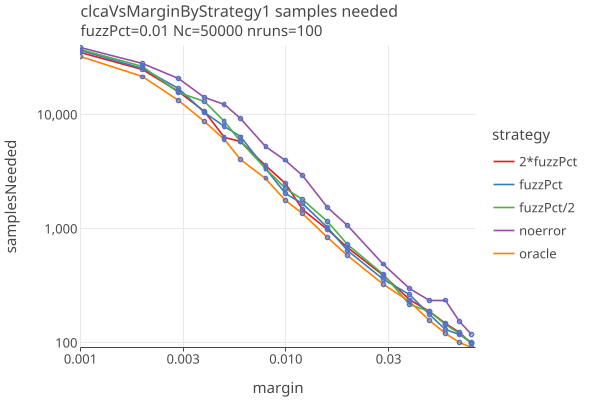 clcaVsMarginByStrategy1 samples needed
fuzzPct=0.01 Nc=50000 nruns=100
samplesNeeded
10,000
1,000
100
0.001
0.003
0.010
0.03
margin
strategy
2*fuzzPct
fuzzPct
fuzzPct/2
noerror
oracle